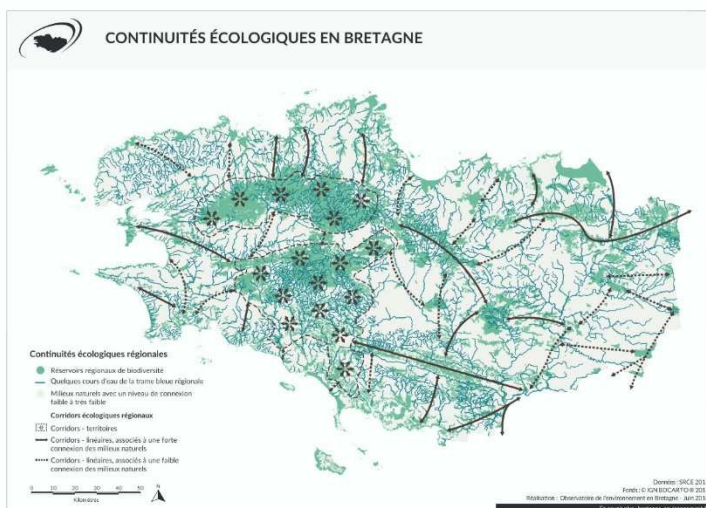 CONTINUITÉS ÉCOLOGIQUES EN BRETAGNE
Continuités écologiques régionales
Réservoirs régionaux de biodiversité
Quelques cours d'eau de la trame bleue régionale
Milieux naturels avec un niveau de connexion
faible à très faible
Corridors écologiques régionaux
Corridors - territoires
Corridors - linéaires, associés à une forte
connexion des milieux naturels
Corridors - linéaires, associés à une faible
connexion des milieux naturels
0 10 20 30 40 50
Kilomètres
N
Données : SRCE 201
Fonds : © IGN BDCARTO® 201
Réalisation : Observatoire de l'environnement en Bretagne - Juin 201